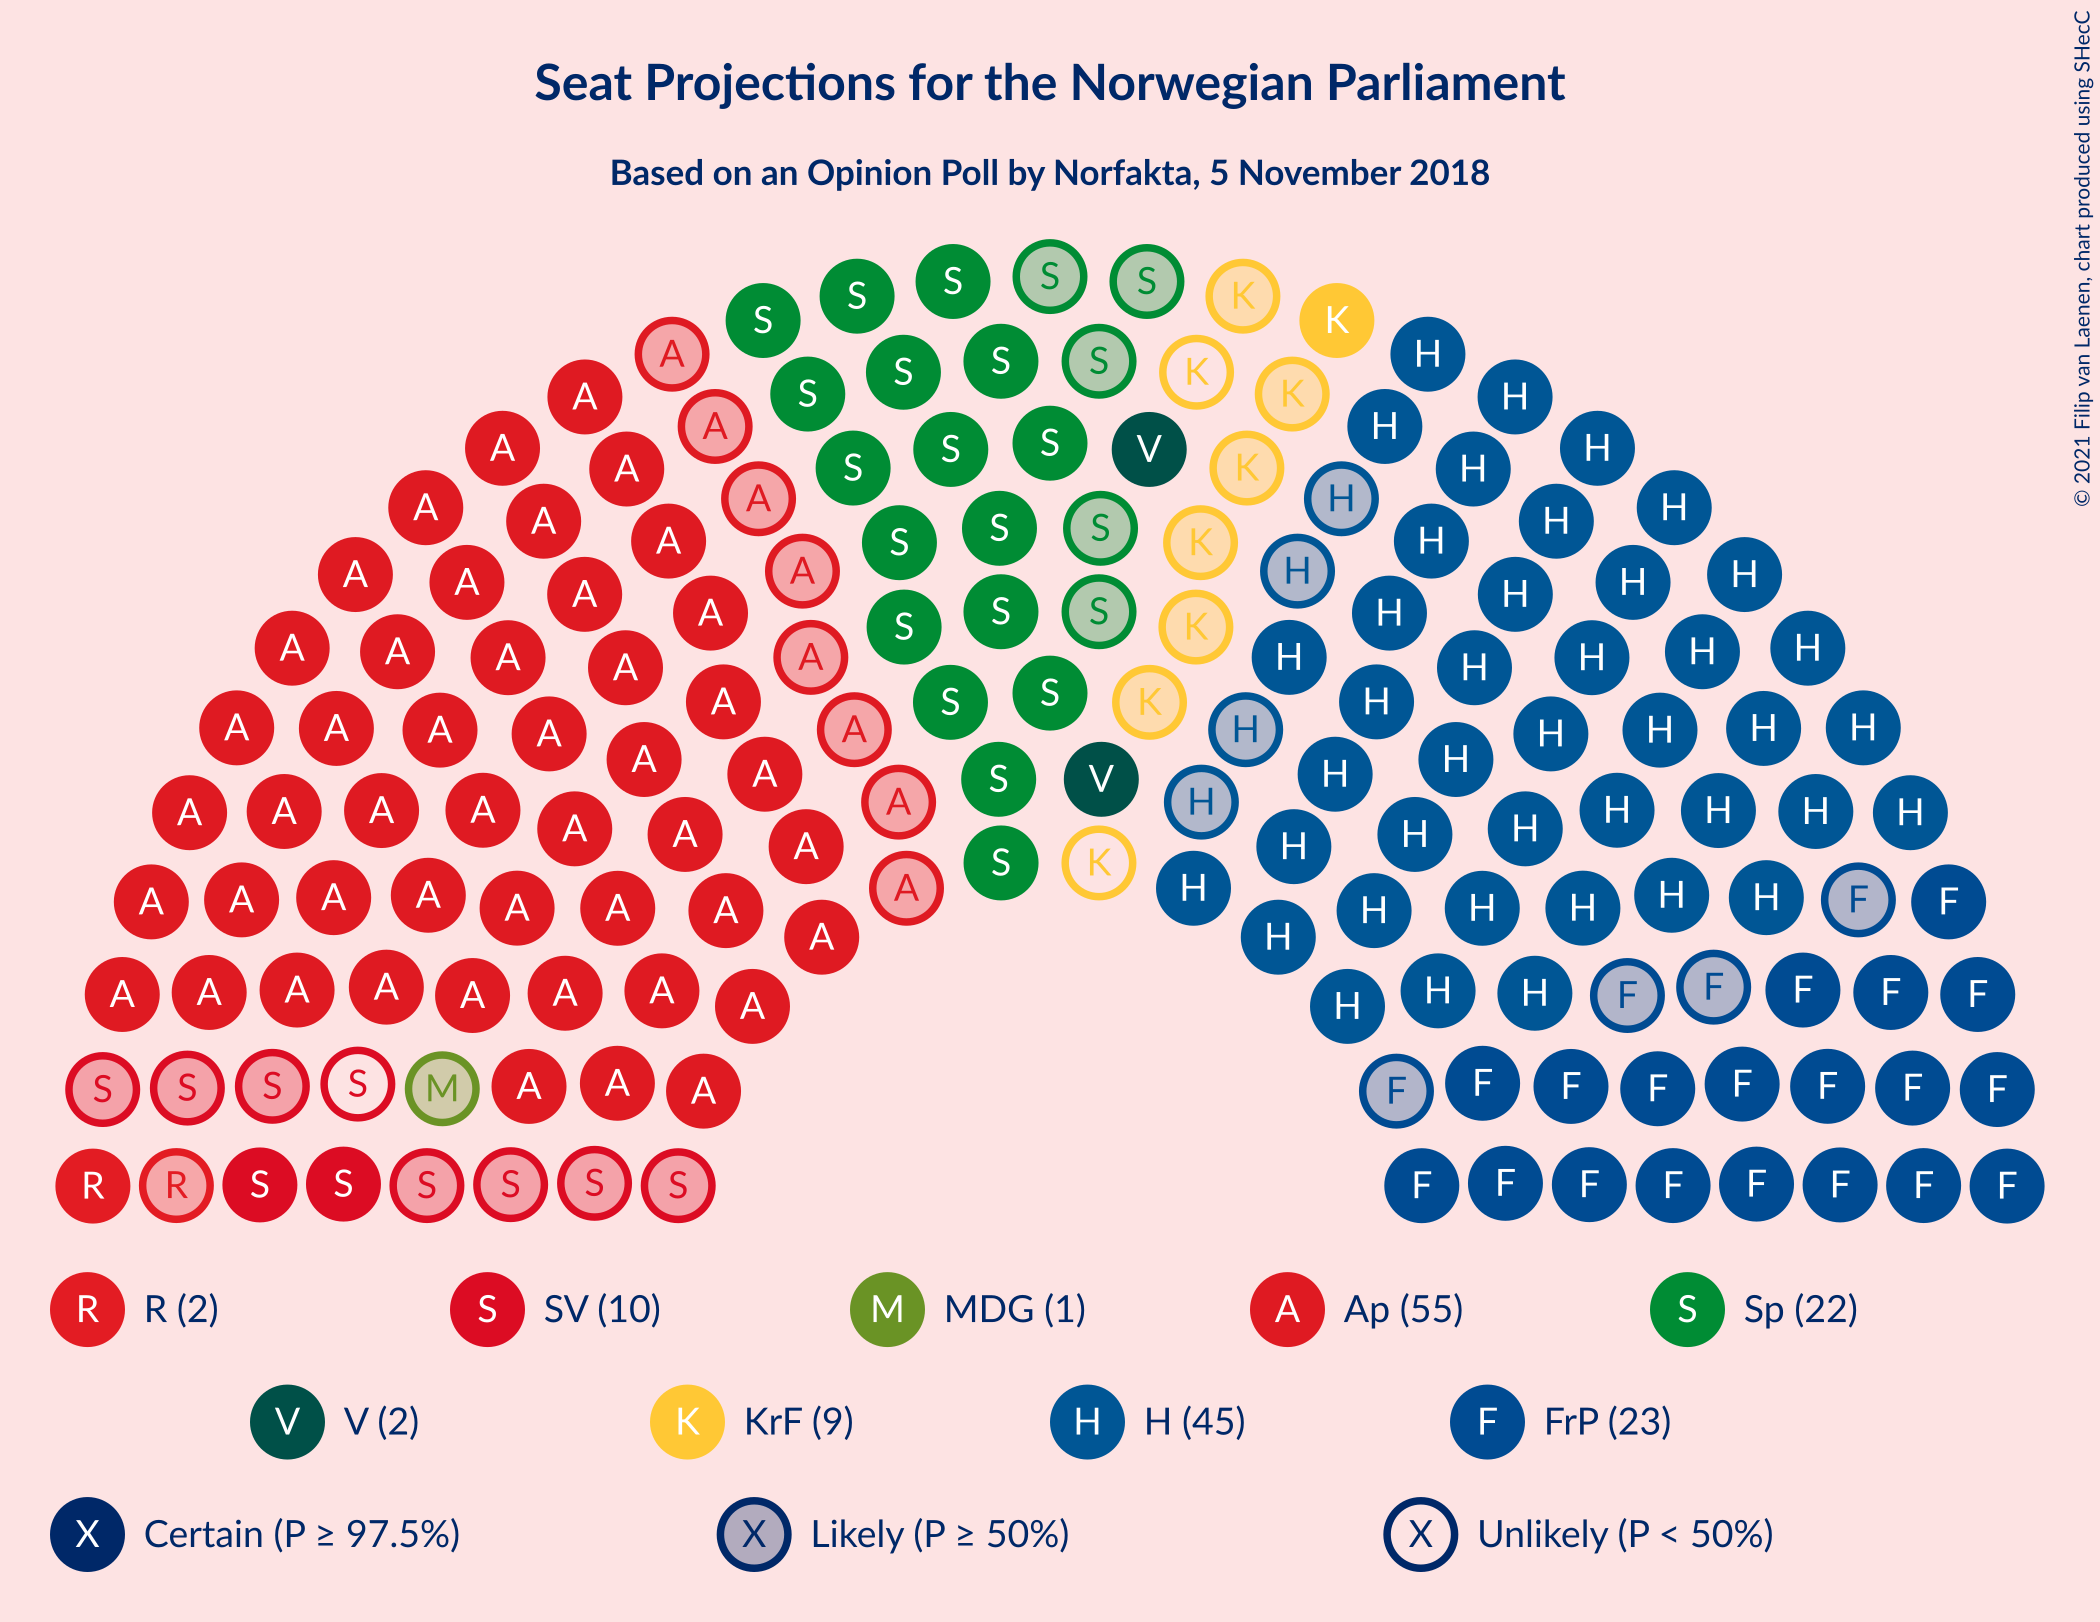 Seat Projections for the Norwegian Parliament
Based on an Opinion Poll by Norfakta, 5 November 2018
© 2021 Filip van Laenen, chart produced using SHecC
S S S S S K K
A S S S S K K H
A A S S S V K H H
A A A S S S K H H H
A A A A S S S K H H H H
A A A A A S S K H H H H H
A A A A A A S V H H H H H H
A A A A A A A S K H H H H H H H
A A A A A A A A H H H H H H H H
A A A A A A A A H H H H H H H H
A A A A A A A A H H H H H H F F
A A A A A A A A H H H F F F F F
S S S S M A A A F F F F F F F F
R R S S S S S S F F F F F F F F
R R (2) S SV (10) M MDG (1) A Ap (55) S Sp (22)
V V (2) K KrF (9) H H (45) F FrP (23)
X Certain (P ≥ 97.5%) X Likely (P ≥ 50%) X Unlikely (P < 50%)